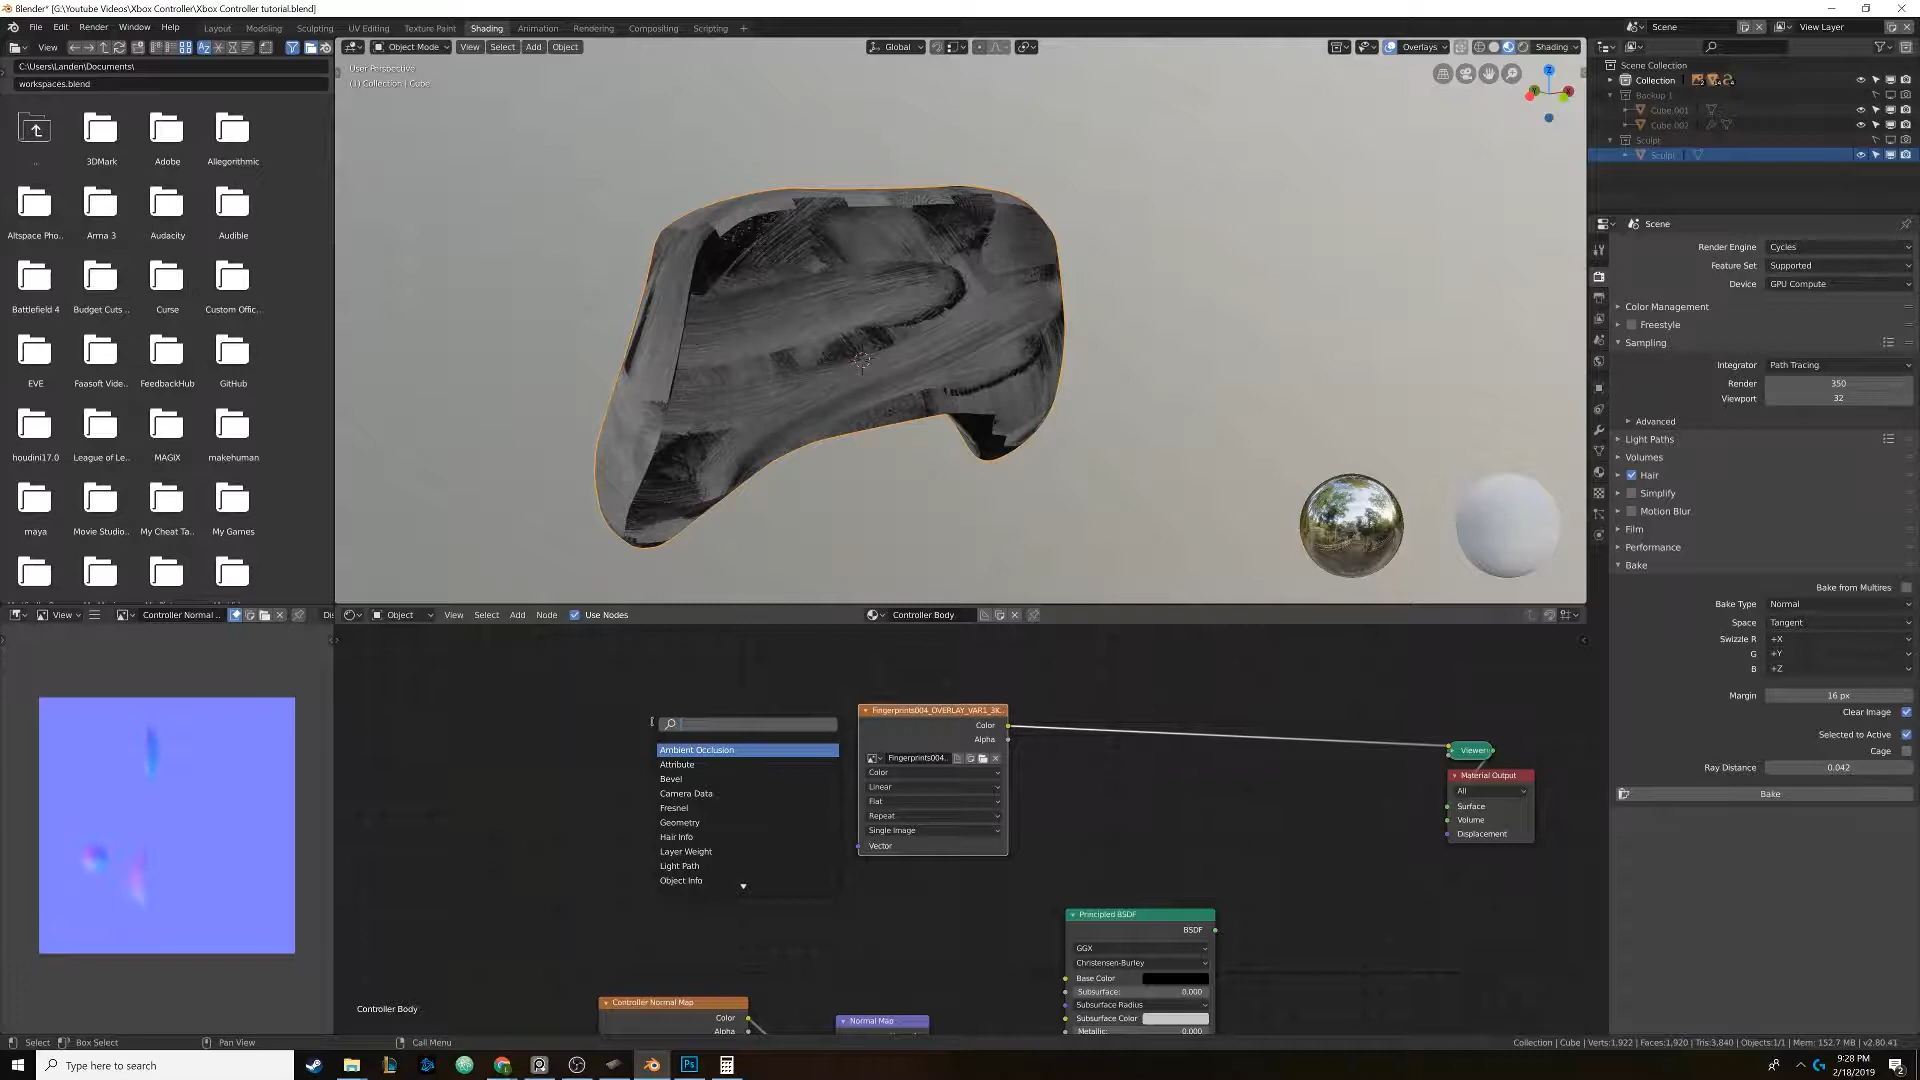 Blender* [G:\Youtube Videos\Xbox Controller\Xbox Controller tutorial.blend]
File Edit Render Window Help Layout Modeling Sculpting UV Editing Texture Paint Shading Animation Rendering Compositing Scripting + Scene View Layer
View Object Mode View Select Add Object Global Overlays Shading
C:\Users\Landen\Documents\
workspaces.blend
User Perspective
(1) Collection | Cube
Scene Collection
Collection
Backup 1
Cube.001
Cube.002
Sculpt
Sculpt
..
3DMark
Adobe
Allegorithmic
Altspace Pho..
Arma 3
Audacity
Audible
Battlefield 4
Budget Cuts ..
Curse
Custom Offic..
EVE
Faasoft Vide..
FeedbackHub
GitHub
houdini17.0
League of Le..
MAGIX
makehuman
maya
Movie Studio..
My Cheat Ta..
My Games
Scene
Render Engine Cycles
Feature Set Supported
Device GPU Compute
Color Management
Freestyle
Sampling
Integrator Path Tracing
Render 350
Viewport 32
Advanced
Light Paths
Volumes
Hair
Simplify
Motion Blur
Film
Performance
Bake
Bake from Multires
Bake Type Normal
Space Tangent
Swizzle R +X
G +Y
B +Z
Margin 16 px
Clear Image
Selected to Active
Cage
Ray Distance 0.042
Bake
View Controller Normal ..
Object View Select Add Node Use Nodes Controller Body
Ambient Occlusion
Attribute
Bevel
Camera Data
Fresnel
Geometry
Hair Info
Layer Weight
Light Path
Object Info
Fingerprints004_OVERLAY_VAR1_3K..
Color
Alpha
Fingerprints004..
Color
Linear
Flat
Repeat
Single Image
Vector
Viewer
Material Output
All
Surface
Volume
Displacement
Principled BSDF
BSDF
GGX
Christensen-Burley
Base Color
Subsurface: 0.000
Subsurface Radius
Subsurface Color
Metallic: 0.000
Controller Normal Map
Color
Alpha
Normal Map
Controller Body
Select Box Select Pan View Call Menu
Collection | Cube | Verts:1,922 | Faces:1,920 | Tris:3,840 | Objects:1/1 | Mem: 152.7 MB | v2.80.41
Type here to search
9:28 PM
2/18/2019